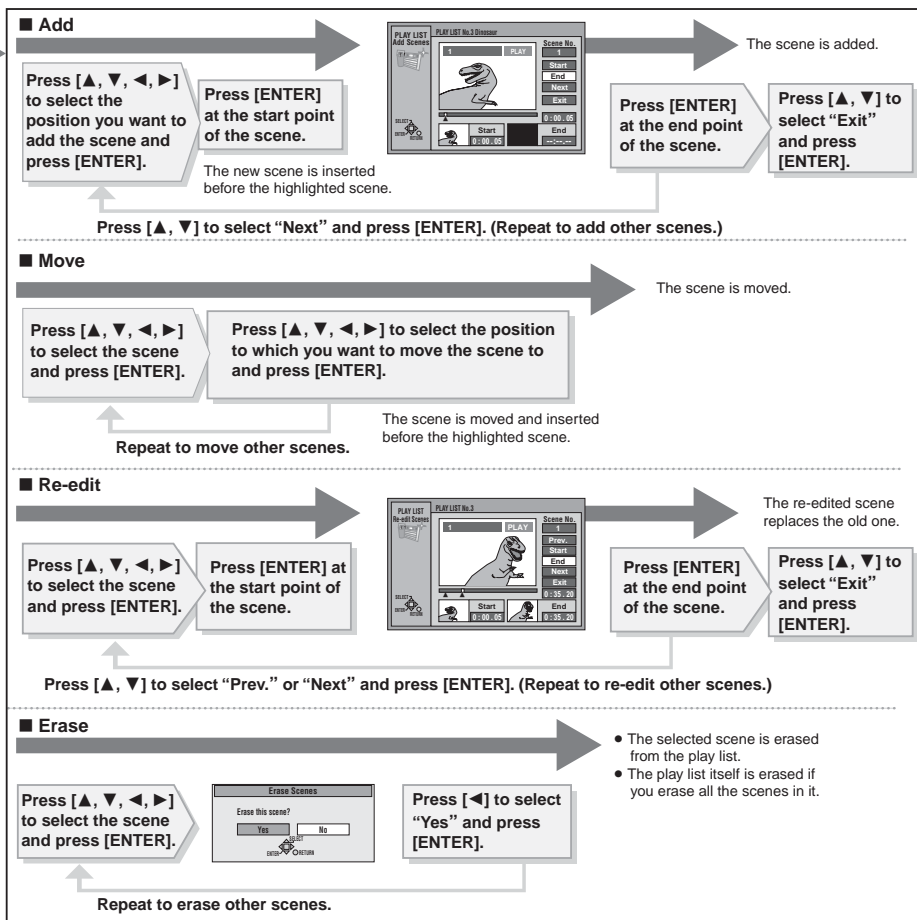 ■ Add
Press [▲, ▼, ◀, ▶]
to select the
position you want to
add the scene and
press [ENTER].
Press [ENTER]
at the start point
of the scene.
The new scene is inserted
before the highlighted scene.
PLAY LIST
Add Scenes
PLAY LIST No.3 Dinosaur
1 PLAY
Scene No.
1
Start
End
Next
Exit
0:00.05
SELECT
ENTER RETURN
Start
0:00.05
End
--:--.--
The scene is added.
Press [ENTER]
at the end point
of the scene.
Press [▲, ▼] to
select “Exit”
and press
[ENTER].
Press [▲, ▼] to select “Next” and press [ENTER]. (Repeat to add other scenes.)
■ Move
The scene is moved.
Press [▲, ▼, ◀, ▶]
to select the scene
and press [ENTER].
Press [▲, ▼, ◀, ▶] to select the position
to which you want to move the scene to
and press [ENTER].
The scene is moved and inserted
before the highlighted scene.
Repeat to move other scenes.
■ Re-edit
Press [▲, ▼, ◀, ▶]
to select the scene
and press [ENTER].
Press [ENTER] at
the start point of
the scene.
PLAY LIST
Re-edit Scenes
PLAY LIST No.3
1 PLAY
Scene No.
1
Prev.
Start
End
Next
Exit
0:35.20
SELECT
ENTER RETURN
Start
0:00.05
End
0:35.20
The re-edited scene
replaces the old one.
Press [ENTER]
at the end point
of the scene.
Press [▲, ▼] to
select “Exit”
and press
[ENTER].
Press [▲, ▼] to select “Prev.” or “Next” and press [ENTER]. (Repeat to re-edit other scenes.)
■ Erase
● The selected scene is erased
from the play list.
● The play list itself is erased if
you erase all the scenes in it.
Press [▲, ▼, ◀, ▶]
to select the scene
and press [ENTER].
Erase Scenes
Erase this scene?
Yes No
SELECT
ENTER RETURN
Press [◀] to select
“Yes” and press
[ENTER].
Repeat to erase other scenes.